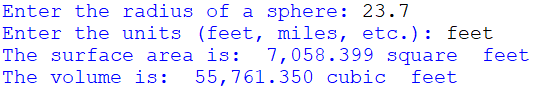 Enter the radius of a sphere: 23.7
Enter the units (feet, miles, etc.): feet
The surface area is:  7,058.399 square  feet
The volume is:  55,761.350 cubic  feet